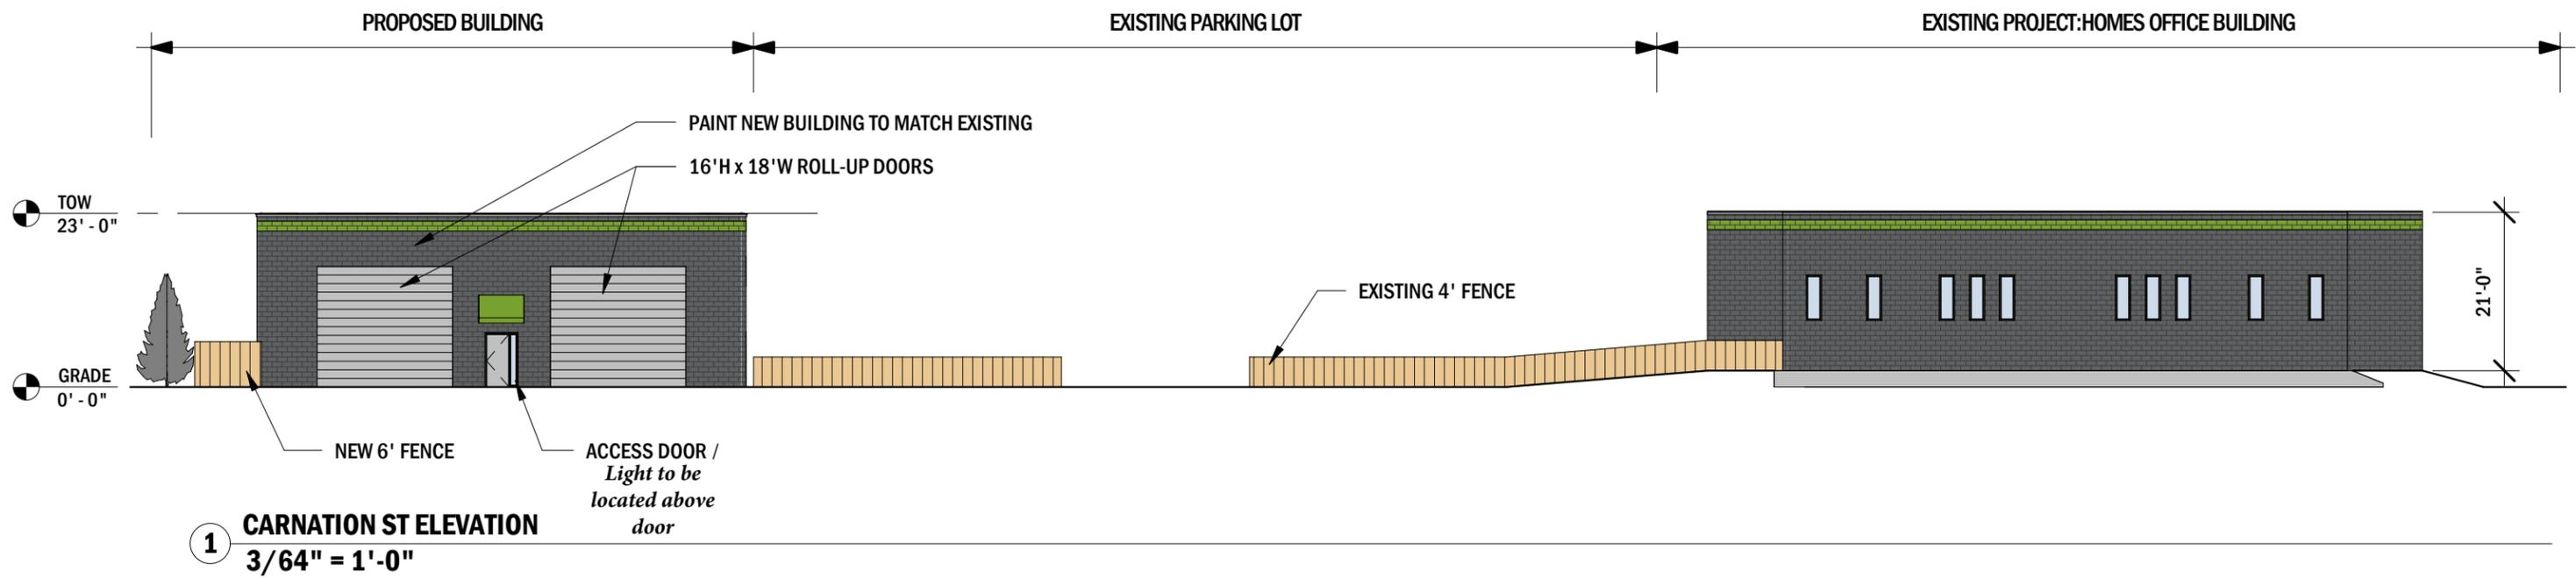 PROPOSED BUILDING
EXISTING PARKING LOT
EXISTING PROJECT:HOMES OFFICE BUILDING
PAINT NEW BUILDING TO MATCH EXISTING
16'H x 18'W ROLL-UP DOORS
TOW
23' - 0"
EXISTING 4' FENCE
21'-0"
GRADE
0' - 0"
NEW 6' FENCE
ACCESS DOOR /
Light to be
located above
door
1
CARNATION ST ELEVATION
3/64" = 1'-0"